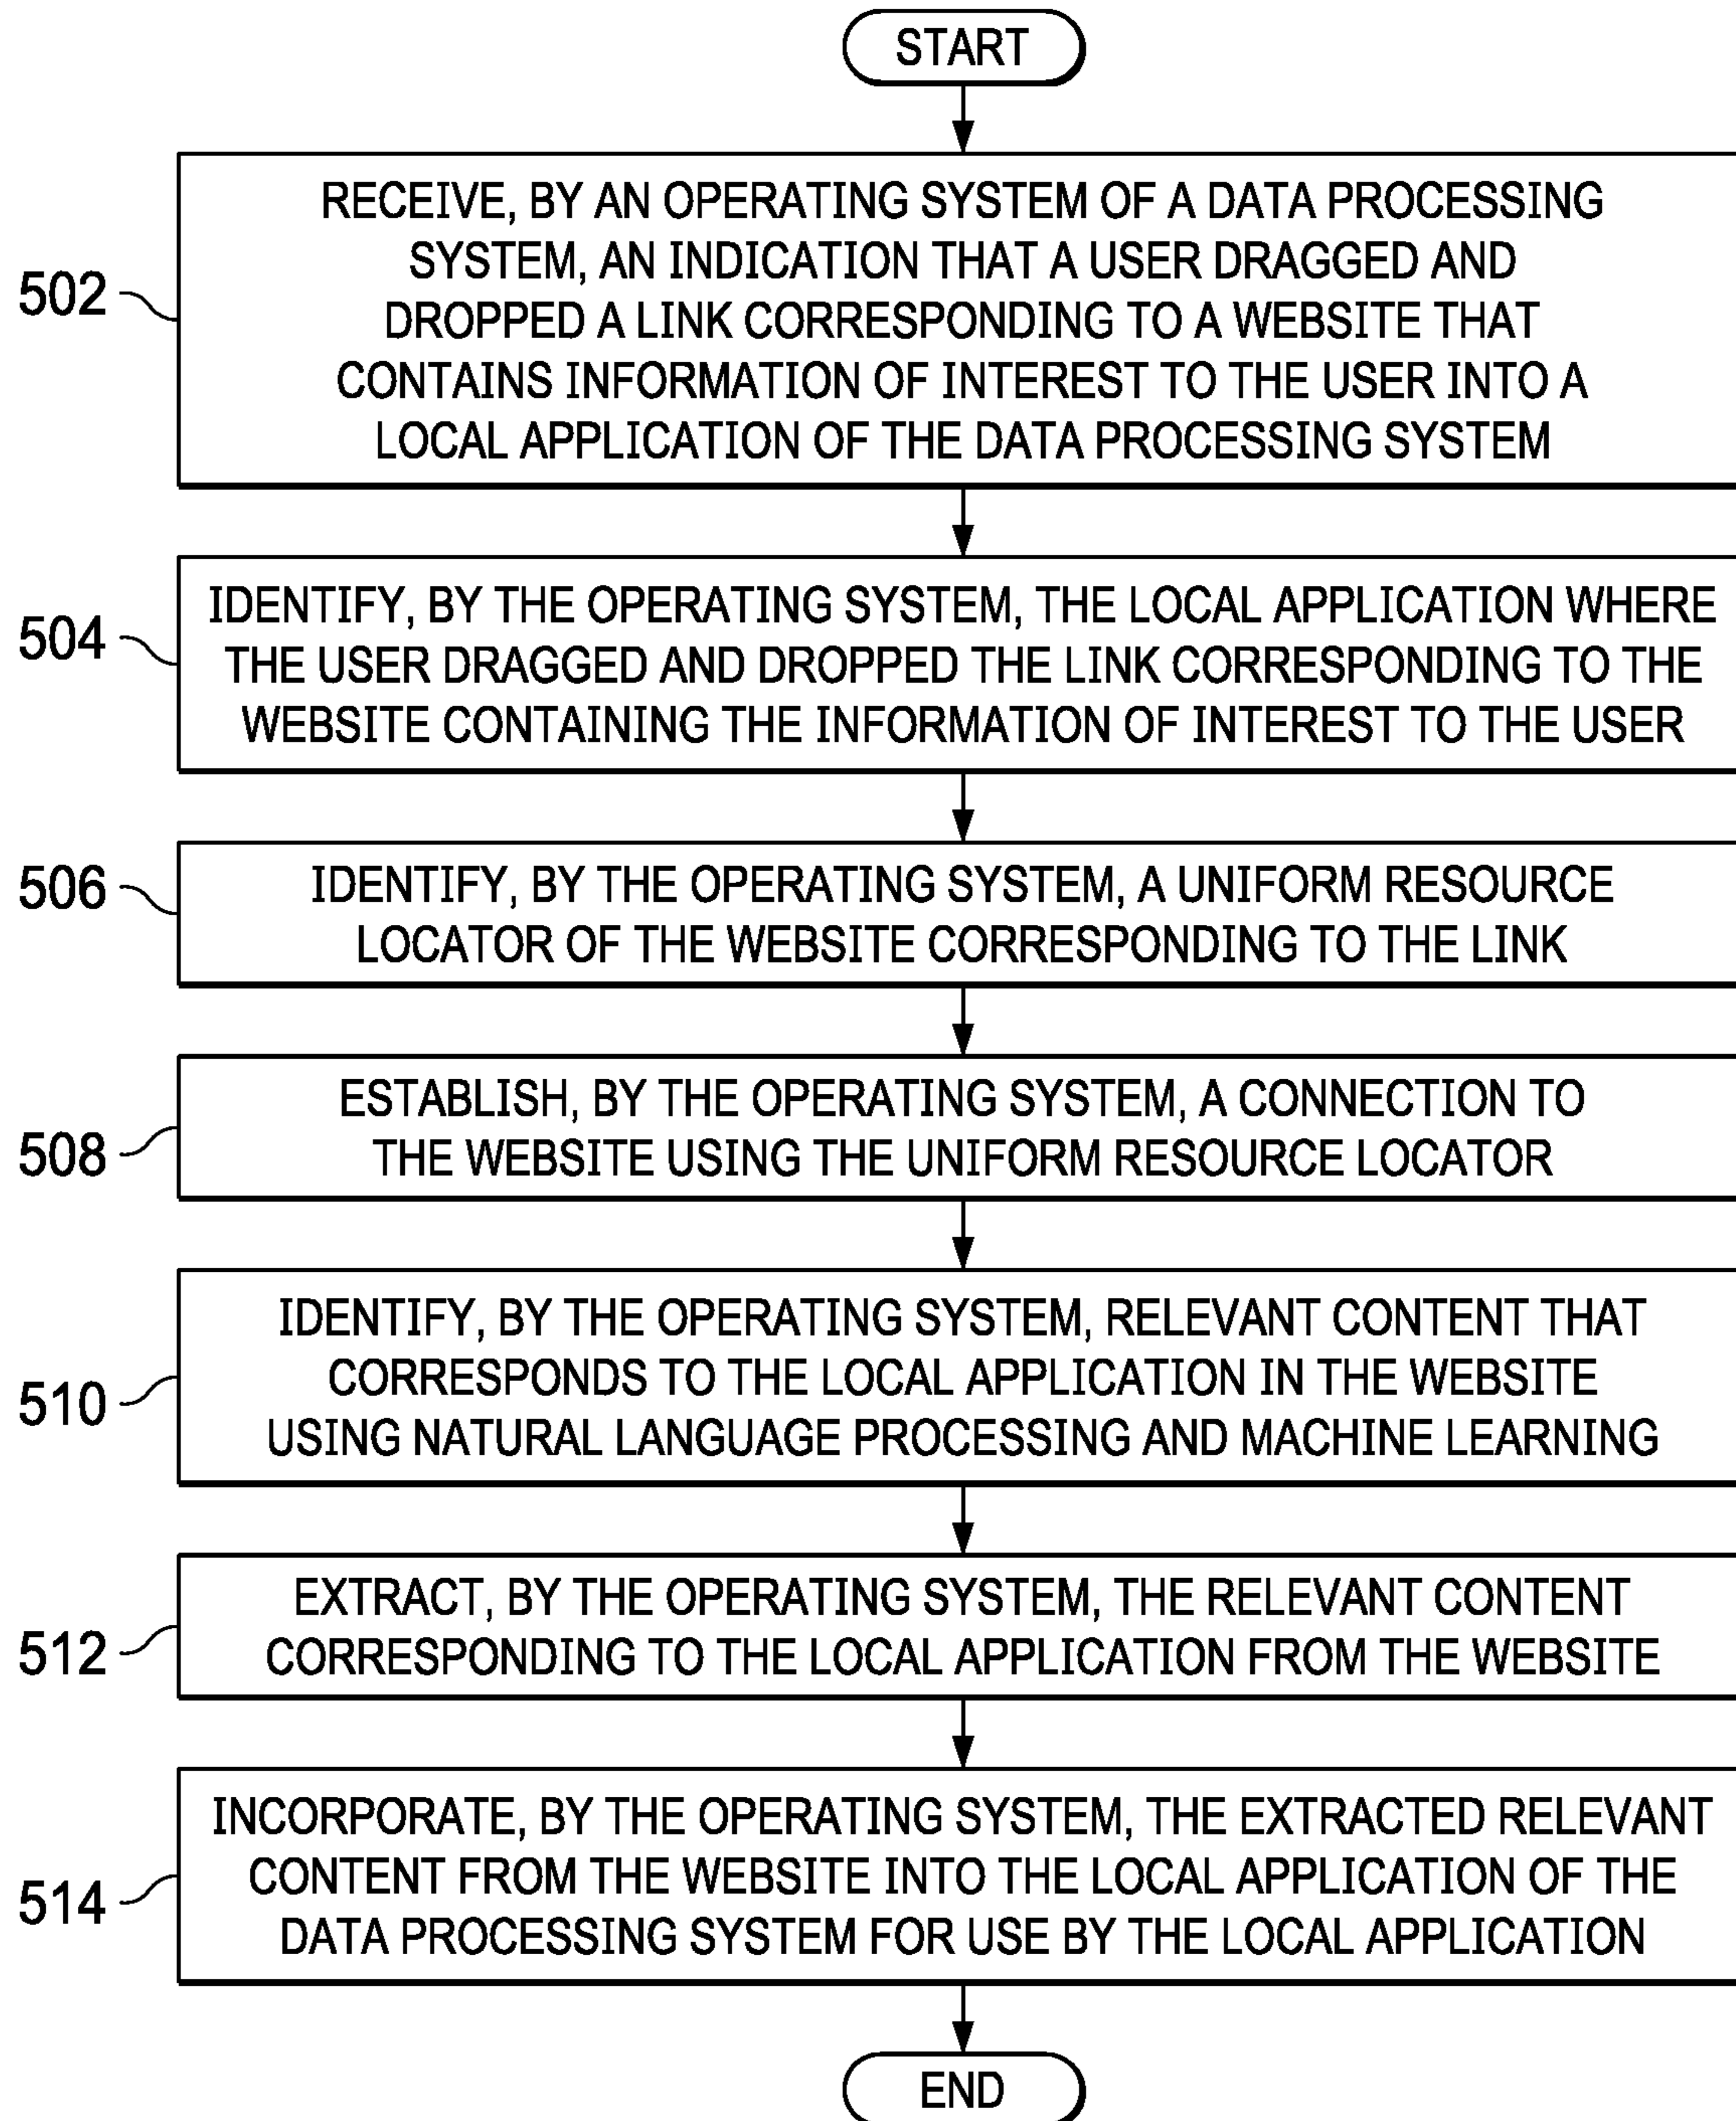 START
502
RECEIVE, BY AN OPERATING SYSTEM OF A DATA PROCESSING
SYSTEM, AN INDICATION THAT A USER DRAGGED AND
DROPPED A LINK CORRESPONDING TO A WEBSITE THAT
CONTAINS INFORMATION OF INTEREST TO THE USER INTO A
LOCAL APPLICATION OF THE DATA PROCESSING SYSTEM
504
IDENTIFY, BY THE OPERATING SYSTEM, THE LOCAL APPLICATION WHERE
THE USER DRAGGED AND DROPPED THE LINK CORRESPONDING TO THE
WEBSITE CONTAINING THE INFORMATION OF INTEREST TO THE USER
506
IDENTIFY, BY THE OPERATING SYSTEM, A UNIFORM RESOURCE
LOCATOR OF THE WEBSITE CORRESPONDING TO THE LINK
508
ESTABLISH, BY THE OPERATING SYSTEM, A CONNECTION TO
THE WEBSITE USING THE UNIFORM RESOURCE LOCATOR
510
IDENTIFY, BY THE OPERATING SYSTEM, RELEVANT CONTENT THAT
CORRESPONDS TO THE LOCAL APPLICATION IN THE WEBSITE
USING NATURAL LANGUAGE PROCESSING AND MACHINE LEARNING
512
EXTRACT, BY THE OPERATING SYSTEM, THE RELEVANT CONTENT
CORRESPONDING TO THE LOCAL APPLICATION FROM THE WEBSITE
514
INCORPORATE, BY THE OPERATING SYSTEM, THE EXTRACTED RELEVANT
CONTENT FROM THE WEBSITE INTO THE LOCAL APPLICATION OF THE
DATA PROCESSING SYSTEM FOR USE BY THE LOCAL APPLICATION
END